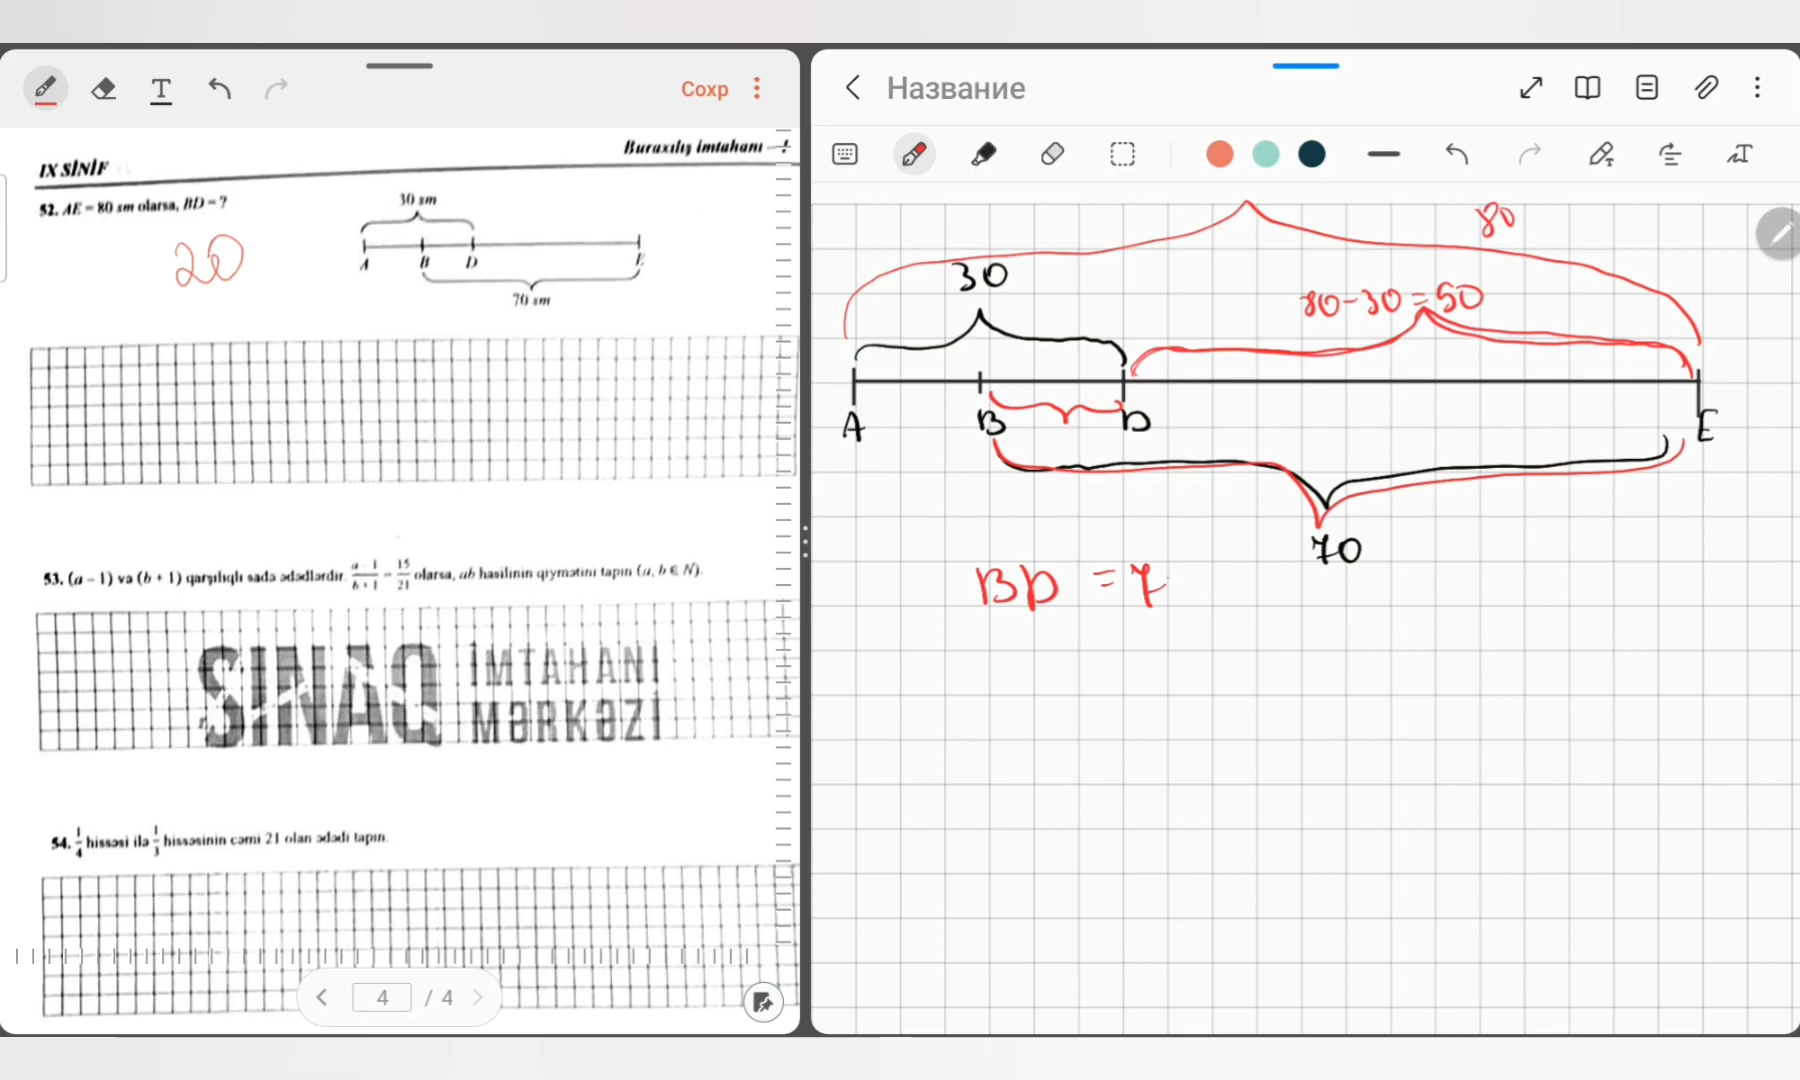 Сохр
IX SİNİF
Buraxılış imtahanı
52. AE = 80 sm olarsa, BD = ?
20
30 sm
A B D E
70 sm
53. (a − 1) və (b + 1) qarşılıqlı sadə ədədlərdir. a − 1 / b + 1 = 15 / 21 olarsa, ab hasilinin qiymətini tapın (a, b ∈ N).
SINAQ İMTAHANI MƏRKƏZİ
54. 1/4 hissəsi ilə 1/3 hissəsinin cəmi 21 olan ədədi tapın.
4 / 4
Название
80
30
80-30=50
A B D E
70
BD = 7